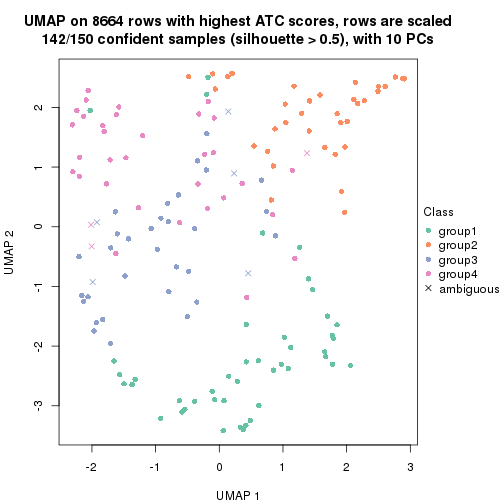 UMAP on 8664 rows with highest ATC scores, rows are scaled
142/150 confident samples (silhouette > 0.5), with 10 PCs
UMAP 2
2
1
0
-1
-2
-3
-2
-1
0
1
2
3
UMAP 1
Class
group1
group2
group3
group4
ambiguous